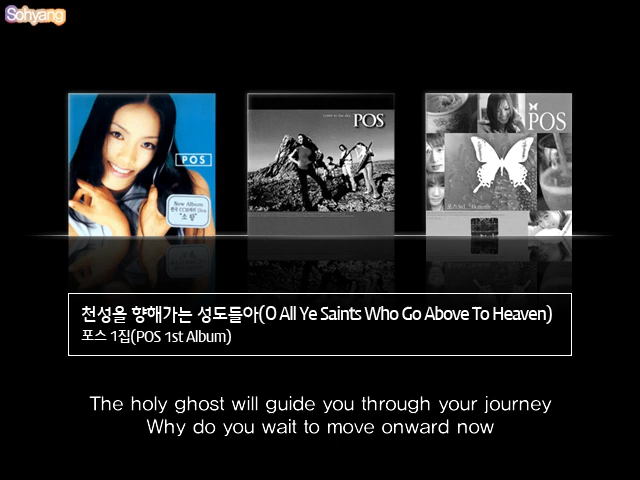 Sohyang
POS
New Album
"소향"
POS
POS
천성을 향해가는 성도들아(O All Ye Saints Who Go Above To Heaven)
포스 1집(POS 1st Album)
The holy ghost will guide you through your journey
Why do you wait to move onward now